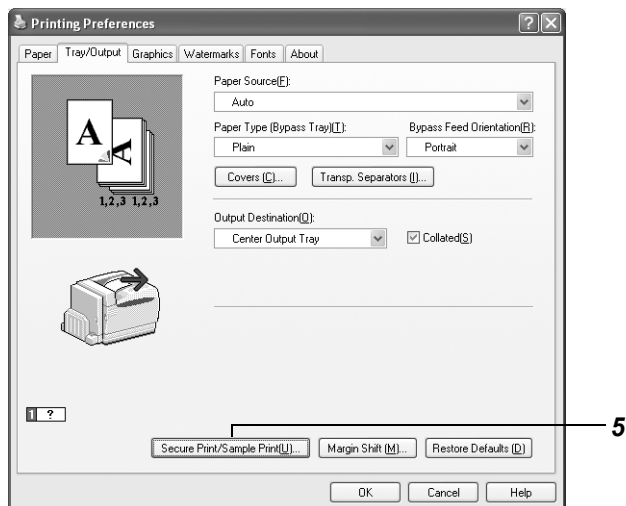 Printing Preferences
Paper Tray/Output Graphics Watermarks Fonts About
Paper Source(F):
Auto
Paper Type (Bypass Tray)(T): Bypass Feed Orientation(R):
Plain Portrait
Covers (C)... Transp. Separators (I)...
A A
1,2,3 1,2,3
Output Destination(O):
Center Output Tray Collated(S)
1 ?
5
Secure Print/Sample Print(U)... Margin Shift (M)... Restore Defaults (D)
OK Cancel Help